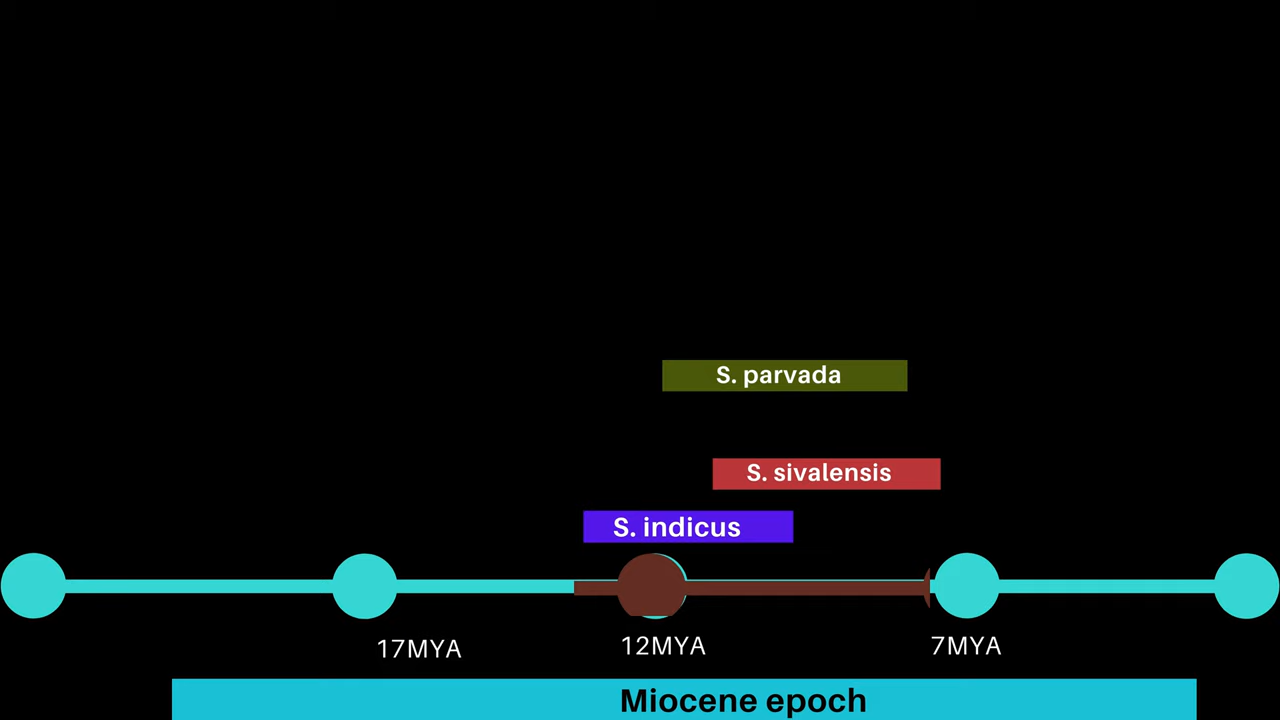 S. parvada
S. sivalensis
S. indicus
17MYA
12MYA
7MYA
Miocene epoch